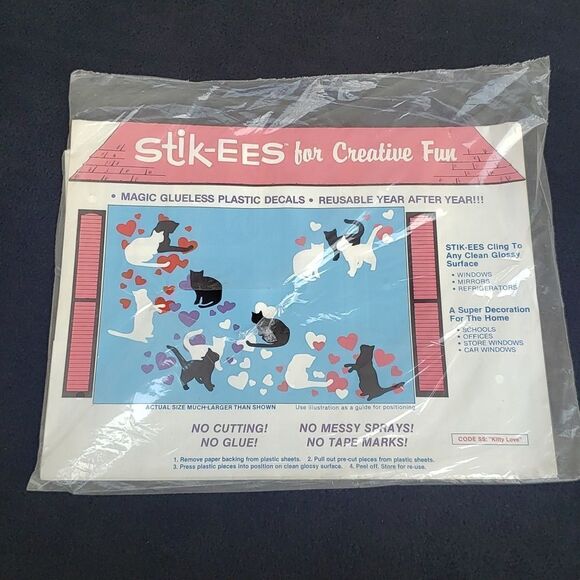 Stik-EES™ for Creative Fun
• MAGIC GLUELESS PLASTIC DECALS • REUSABLE YEAR AFTER YEAR!!!
STIK-EES Cling To
Any Clean Glossy
Surface
• WINDOWS
• MIRRORS
• REFRIGERATORS
A Super Decoration
For The Home
• SCHOOLS
• OFFICES
• STORE WINDOWS
• CAR WINDOWS
ACTUAL SIZE MUCH LARGER THAN SHOWN
Use illustration as a guide for positioning.
NO CUTTING! NO MESSY SPRAYS!
NO GLUE! NO TAPE MARKS!
CODE SS: "Kitty Love"
1. Remove paper backing from plastic sheets. 2. Pull out pre-cut pieces from plastic sheets.
3. Press plastic pieces into position on clean glossy surface. 4. Peel off. Store for re-use.